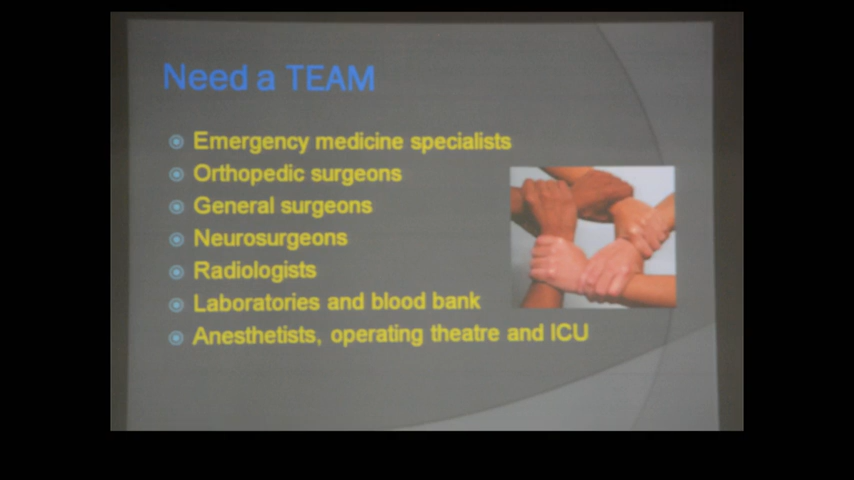 Need a TEAM
Emergency medicine specialists
Orthopedic surgeons
General surgeons
Neurosurgeons
Radiologists
Laboratories and blood bank
Anesthetists, operating theatre and ICU